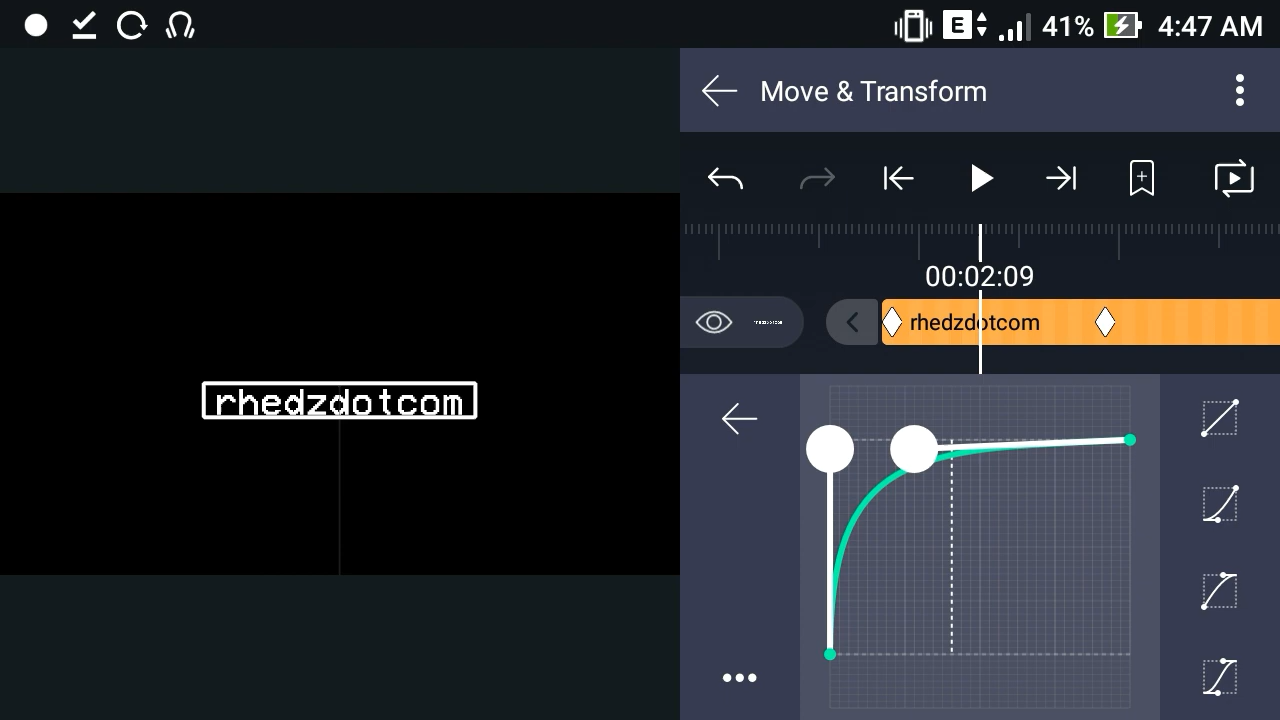 E 41% 4:47 AM
Move & Transform
00:02:09
rhedzdotcom
rhedzdotcom